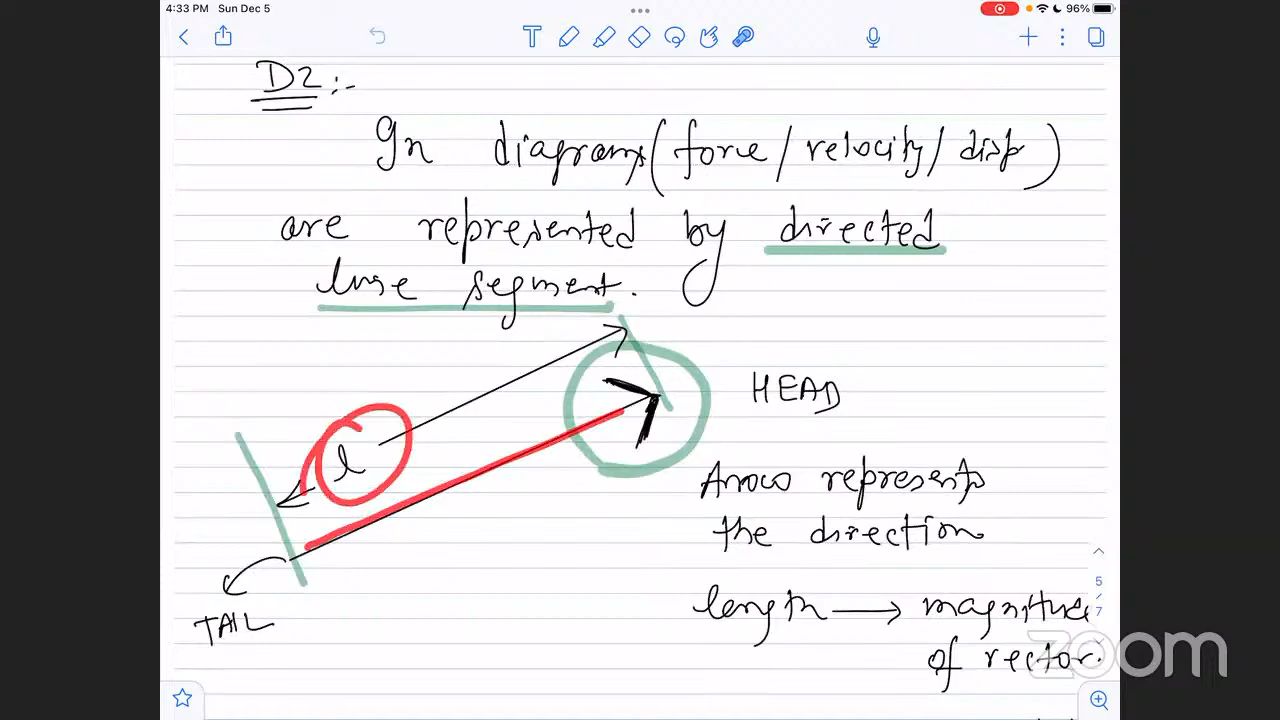 4:33 PM Sun Dec 5
96%
D2 :-
In diagrams (force / velocity / disp)
are represented by directed
line segment.
l
HEAD
Arrow represents
the direction
5
/
7
length → magnitude
of vector.
TAIL
zoom